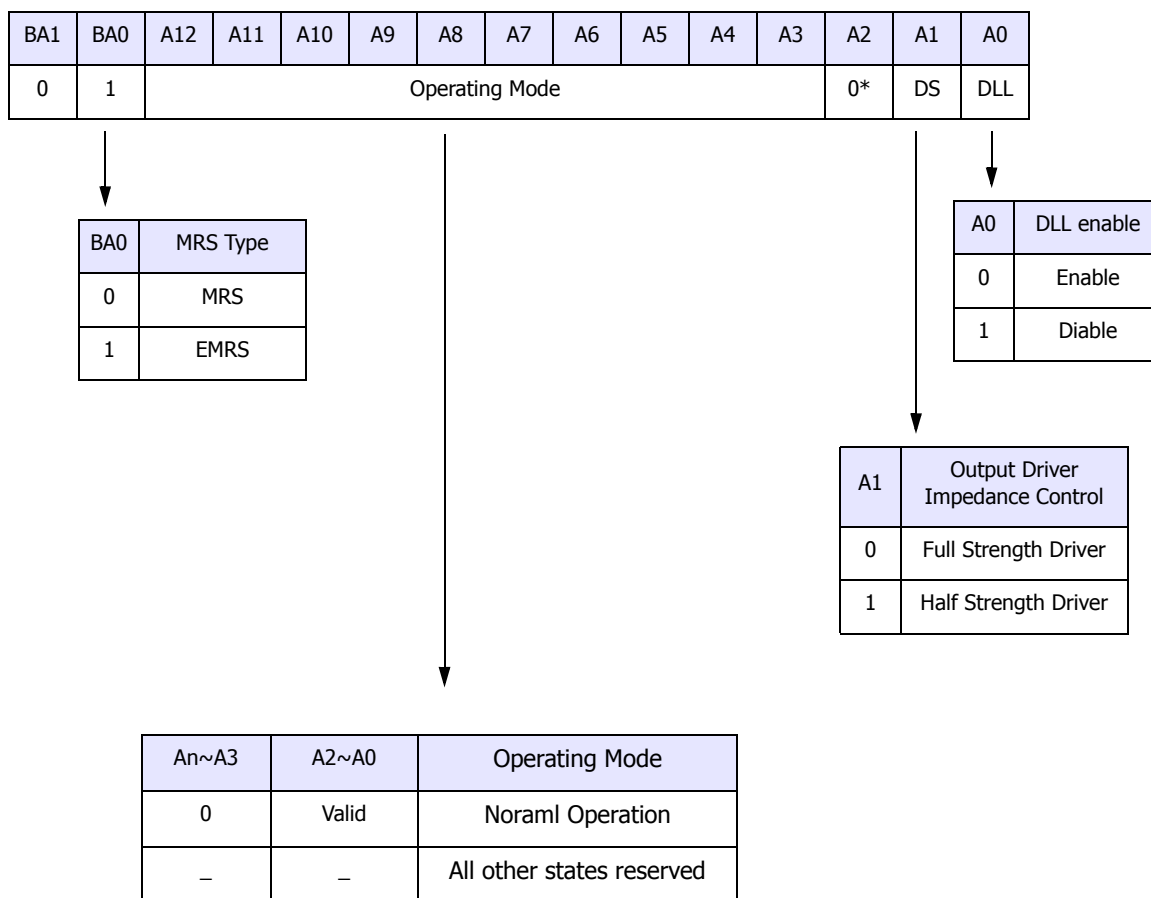 BA1 BA0 A12 A11 A10 A9 A8 A7 A6 A5 A4 A3 A2 A1 A0
0 1 Operating Mode 0* DS DLL
BA0 MRS Type
0 MRS
1 EMRS
A0 DLL enable
0 Enable
1 Diable
A1 Output Driver
Impedance Control
0 Full Strength Driver
1 Half Strength Driver
An~A3 A2~A0 Operating Mode
0 Valid Noraml Operation
_ _ All other states reserved